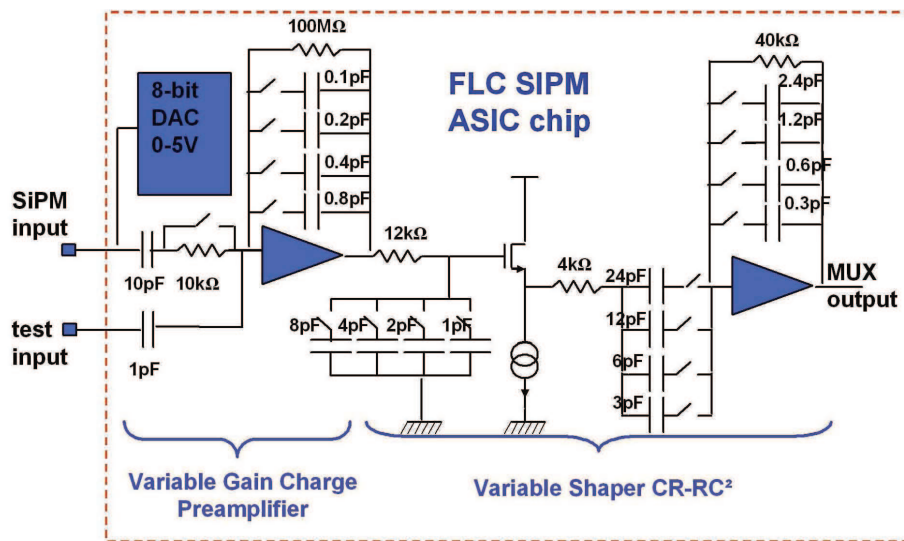 100MΩ
40kΩ
8-bit
DAC
0-5V
0.1pF
0.2pF
0.4pF
0.8pF
FLC SIPM
ASIC chip
2.4pF
1.2pF
0.6pF
0.3pF
SiPM
input
10pF
10kΩ
12kΩ
4kΩ
24pF
12pF
6pF
3pF
MUX
output
test
input
1pF
8pF
4pF
2pF
1pF
Variable Gain Charge
Preamplifier
Variable Shaper CR-RC²